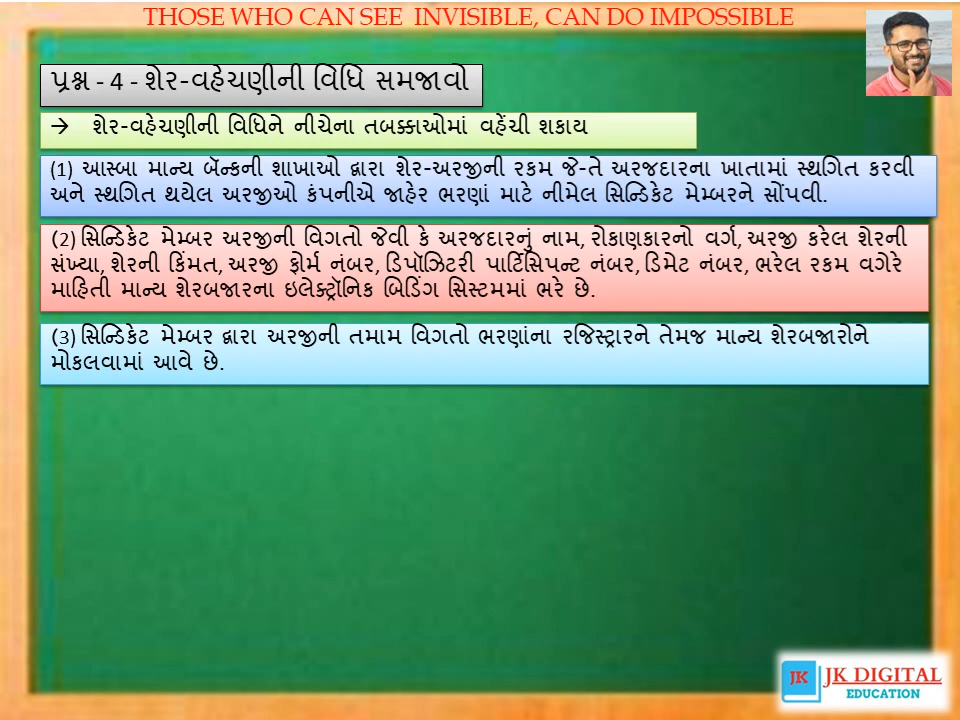 THOSE WHO CAN SEE INVISIBLE, CAN DO IMPOSSIBLE
પ્રશ્ન - 4 - શેર-વહેચણીની વિધિ સમજાવો
→ શેર-વહેચણીની વિધિને નીચેના તબક્કાઓમાં વહેંચી શકાય
(1) આસ્બા માન્ય બૅન્કની શાખાઓ દ્વારા શેર-અરજીની રકમ જે-તે અરજદારના ખાતામાં સ્થગિત કરવી
અને સ્થગિત થયેલ અરજીઓ કંપનીએ જાહેર ભરણાં માટે નીમેલ સિન્ડિકેટ મેમ્બરને સોંપવી.
(2) સિન્ડિકેટ મેમ્બર અરજીની વિગતો જેવી કે અરજદારનું નામ, રોકાણકારનો વર્ગ, અરજી કરેલ શેરની
સંખ્યા, શેરની કિંમત, અરજી ફોર્મ નંબર, ડિપૉઝિટરી પાર્ટિસિપન્ટ નંબર, ડિમેટ નંબર, ભરેલ રકમ વગેરે
માહિતી માન્ય શેરબજારના ઇલેક્ટ્રૉનિક બિડિંગ સિસ્ટમમાં ભરે છે.
(3) સિન્ડિકેટ મેમ્બર દ્વારા અરજીની તમામ વિગતો ભરણાંના રજિસ્ટ્રારને તેમજ માન્ય શેરબજારોને
મોકલવામાં આવે છે.
JK JK DIGITAL
EDUCATION